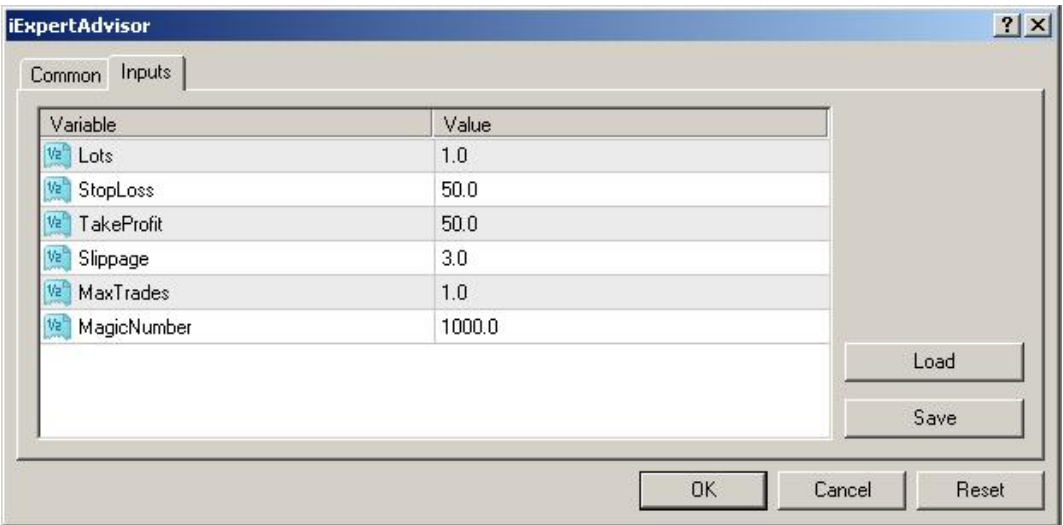 iExpertAdvisor
Common Inputs
Variable Value
Lots 1.0
StopLoss 50.0
TakeProfit 50.0
Slippage 3.0
MaxTrades 1.0
MagicNumber 1000.0
Load
Save
OK Cancel Reset